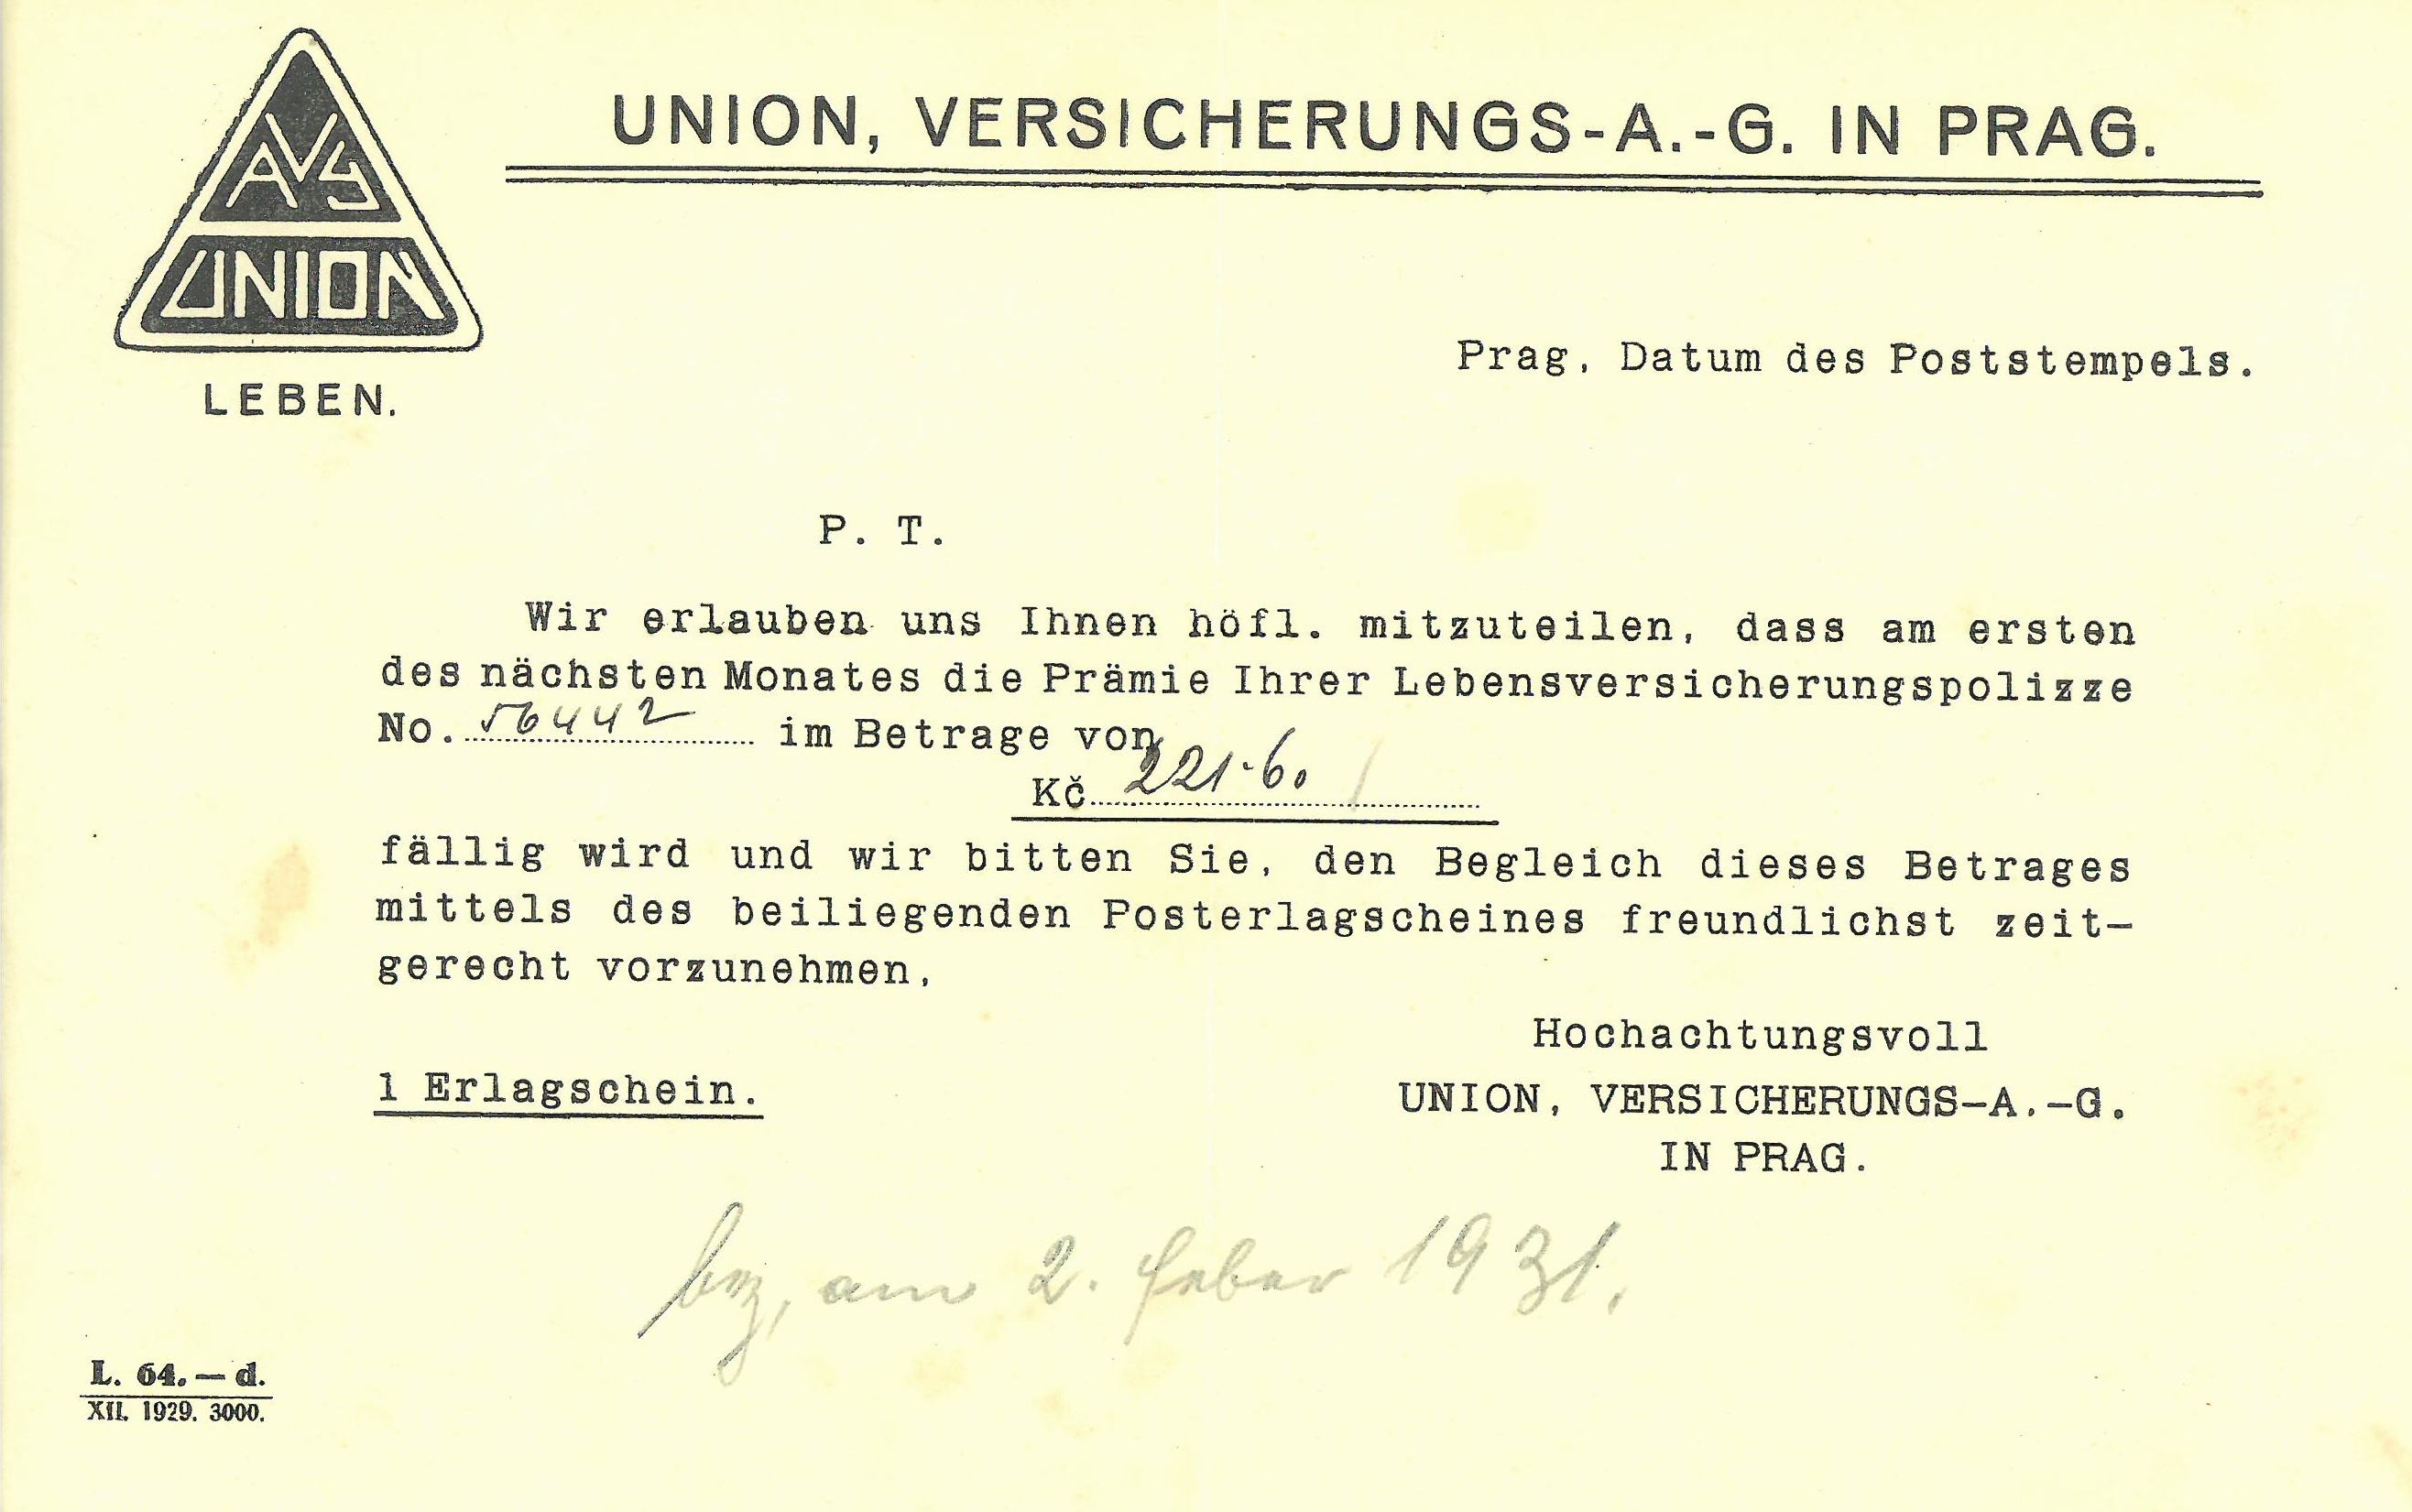 AVG
UNION
LEBEN.
UNION, VERSICHERUNGS-A.-G. IN PRAG.
Prag, Datum des Poststempels.
P. T.
Wir erlauben uns Ihnen höfl. mitzuteilen, dass am ersten
des nächsten Monates die Prämie Ihrer Lebensversicherungspolizze
No. 56442 im Betrage von
Kč 221·60
fällig wird und wir bitten Sie, den Begleich dieses Betrages
mittels des beiliegenden Posterlagscheines freundlichst zeit-
gerecht vorzunehmen.
Hochachtungsvoll
1 Erlagschein.
UNION, VERSICHERUNGS-A.-G.
IN PRAG.
bez, am 2. Feber 1931.
L. 64. — d.
XII. 1929. 3000.